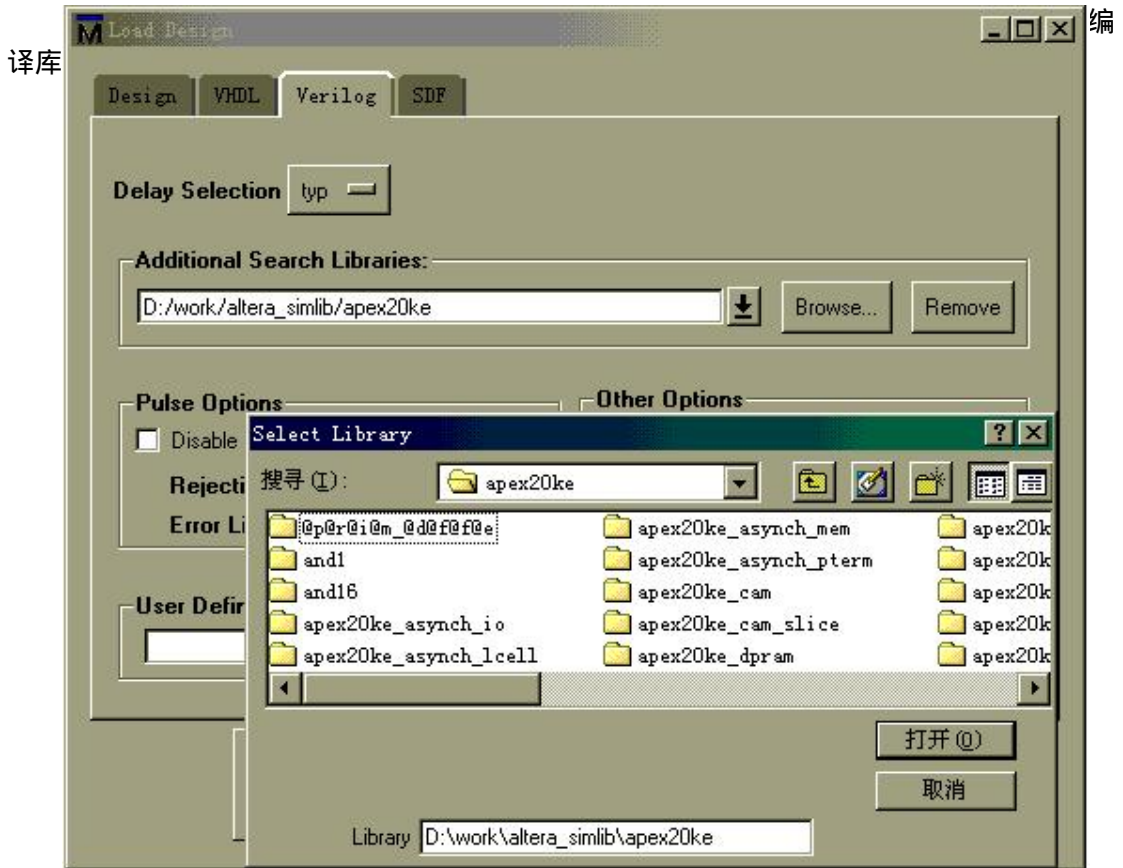 Load Design
编
译库
Design VHDL Verilog SDF
Delay Selection typ
Additional Search Libraries:
D:/work/altera_simlib/apex20ke Browse... Remove
Pulse Options Other Options
Disable
Select Library
Rejecti
搜寻(I): apex20ke
Error Li
@p@r@i@m_@d@f@f@e apex20ke_asynch_mem apex20k
and1 apex20ke_asynch_pterm apex20k
and16 apex20ke_cam apex20k
User Defin
apex20ke_asynch_io apex20ke_cam_slice apex20k
apex20ke_asynch_lcell apex20ke_dpram apex20k
打开(O)
取消
Library D:\work\altera_simlib\apex20ke